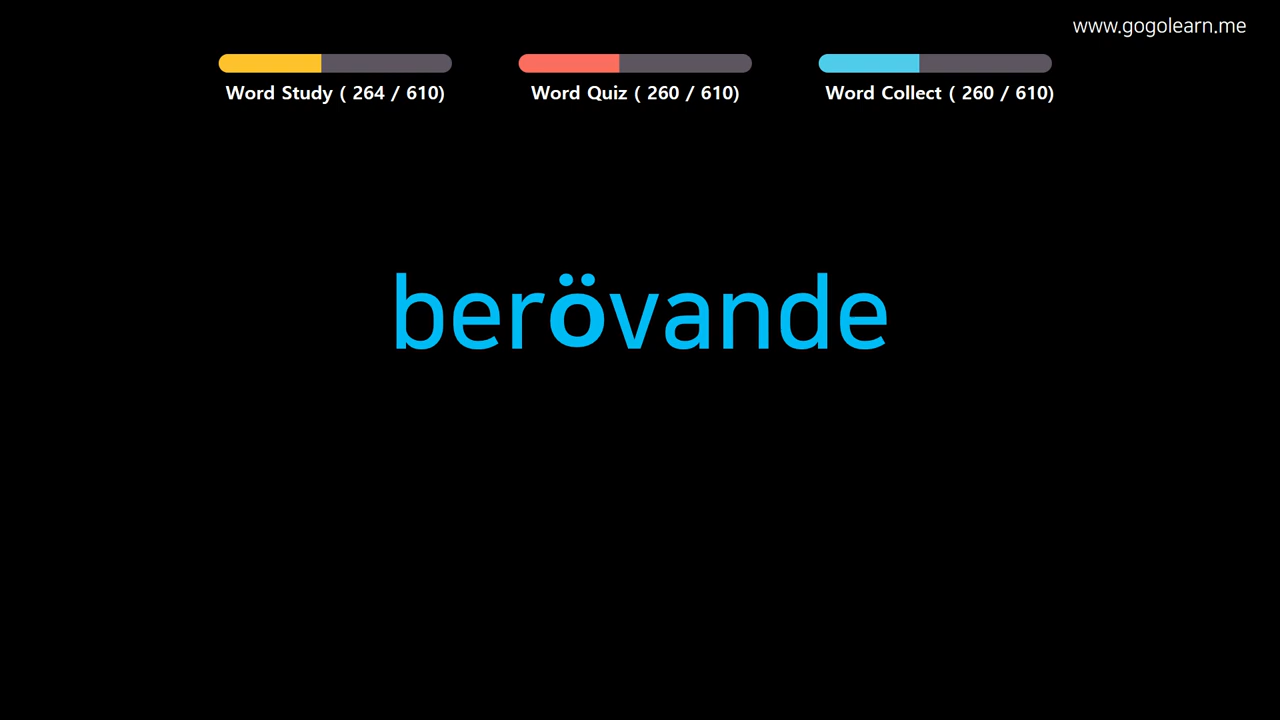 www.gogolearn.me
Word Study ( 264 / 610)
Word Quiz ( 260 / 610)
Word Collect ( 260 / 610)
berövande